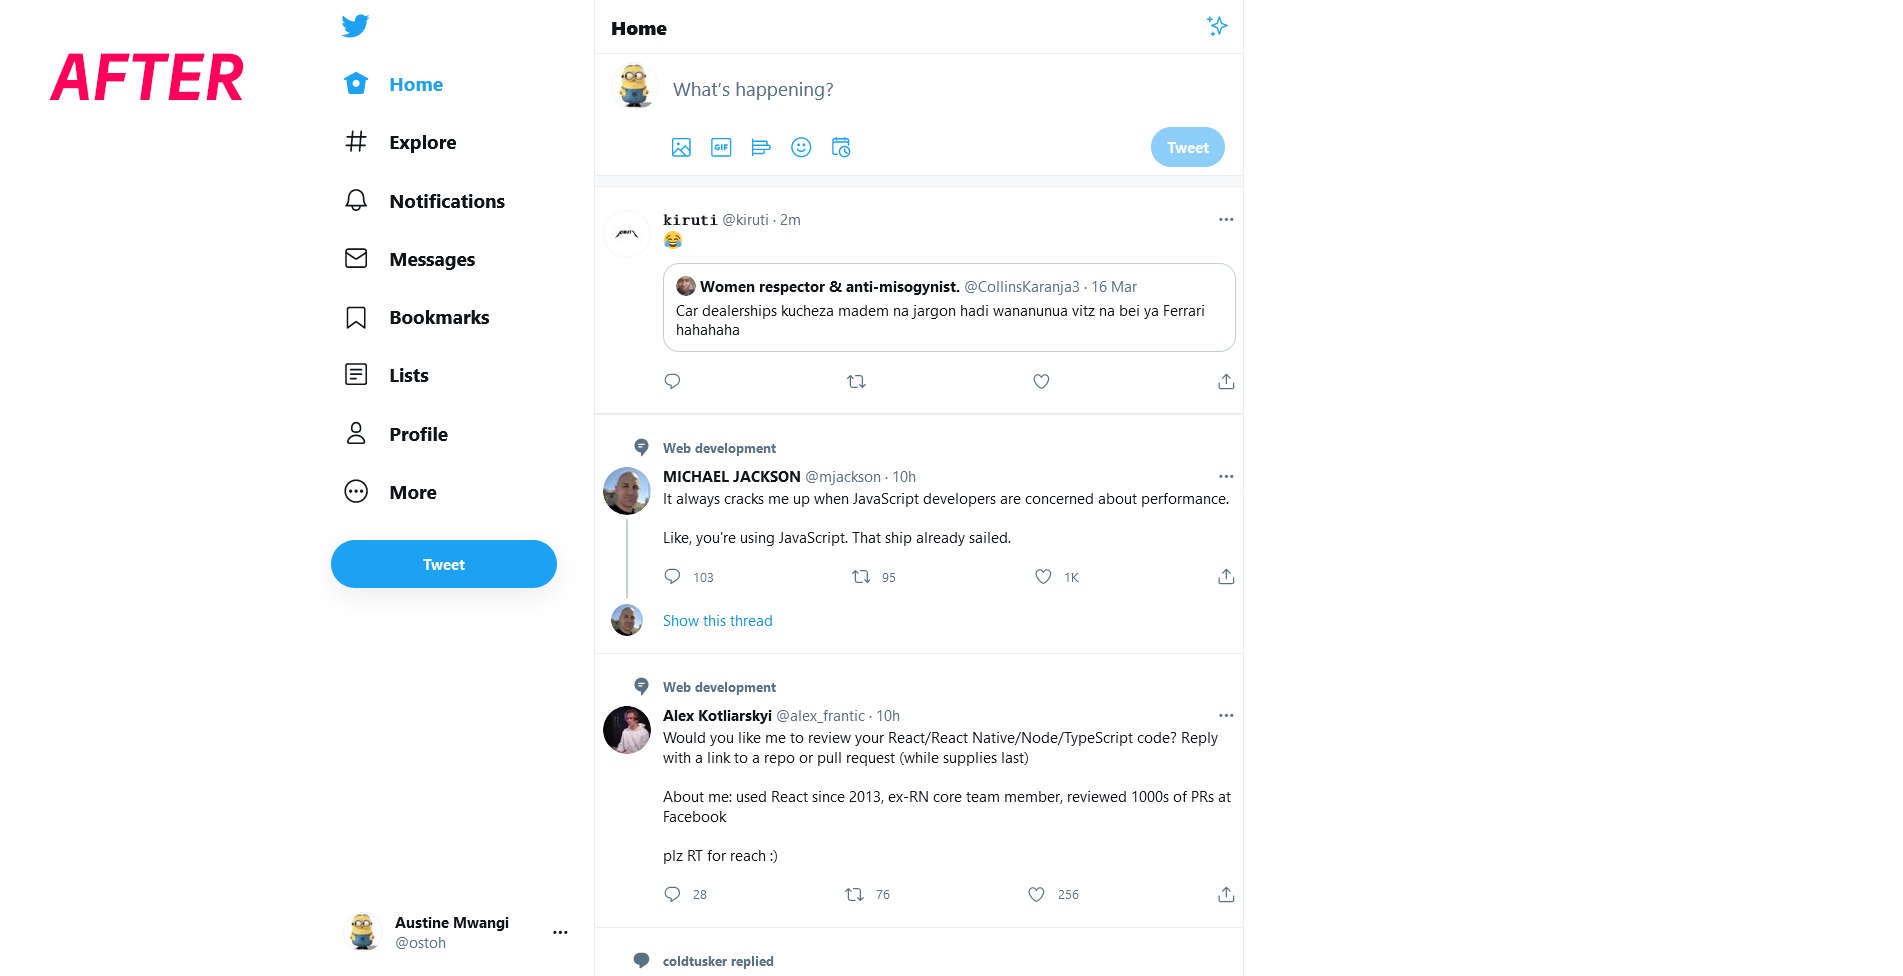 AFTER
Home
Explore
Notifications
Messages
Bookmarks
Lists
Profile
More
Tweet
Austine Mwangi
@ostoh
Home
What's happening?
GIF
Tweet
kiruti @kiruti · 2m
😂
Women respector & anti-misogynist. @CollinsKaranja3 · 16 Mar
Car dealerships kucheza madem na jargon hadi wananunua vitz na bei ya Ferrari
hahahaha
Web development
MICHAEL JACKSON @mjackson · 10h
It always cracks me up when JavaScript developers are concerned about performance.
Like, you're using JavaScript. That ship already sailed.
103 95 1K
Show this thread
Web development
Alex Kotliarskyi @alex_frantic · 10h
Would you like me to review your React/React Native/Node/TypeScript code? Reply
with a link to a repo or pull request (while supplies last)
About me: used React since 2013, ex-RN core team member, reviewed 1000s of PRs at
Facebook
plz RT for reach :)
28 76 256
coldtusker replied